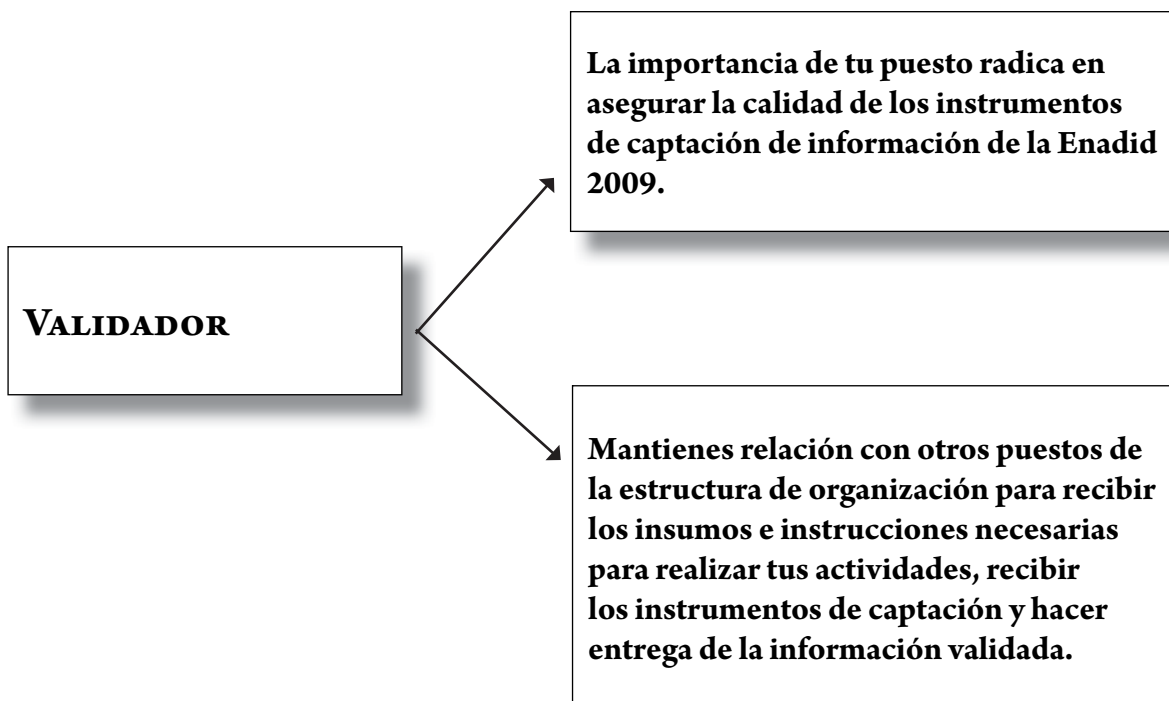 La importancia de tu puesto radica en
asegurar la calidad de los instrumentos
de captación de información de la Enadid
2009.
VALIDADOR
Mantienes relación con otros puestos de
la estructura de organización para recibir
los insumos e instrucciones necesarias
para realizar tus actividades, recibir
los instrumentos de captación y hacer
entrega de la información validada.